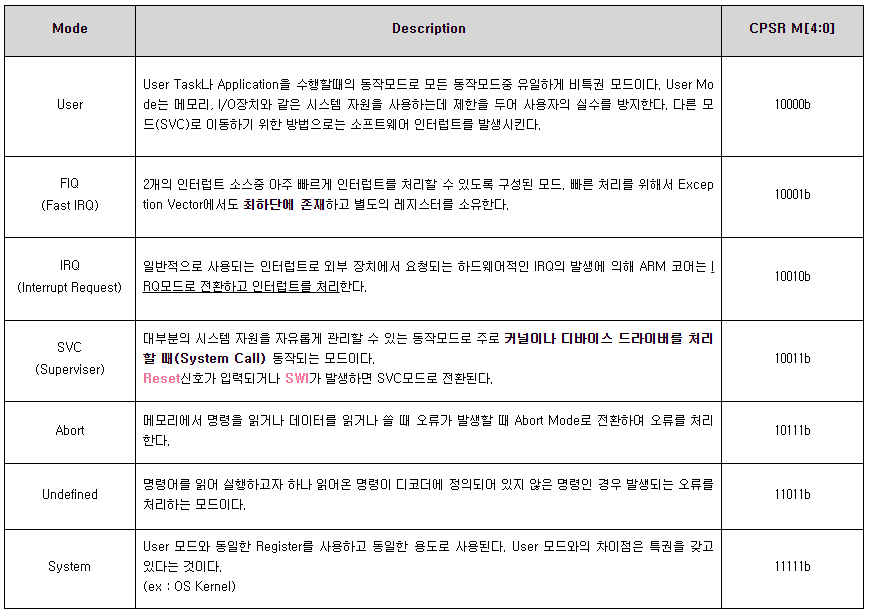 Mode Description CPSR M[4:0]
User
User Task나 Application을 수행할때의 동작모드로 모든 동작모드중 유일하게 비특권 모드이다. User Mo
de는 메모리, I/O장치와 같은 시스템 자원을 사용하는데 제한을 두어 사용자의 실수를 방지한다. 다른 모
드(SVC)로 이동하기 위한 방법으로는 소프트웨어 인터럽트를 발생시킨다.
10000b
FIQ
(Fast IRQ)
2개의 인터럽트 소스중 아주 빠르게 인터럽트를 처리할 수 있도록 구성된 모드. 빠른 처리를 위해서 Excep
tion Vector에서도 최하단에 존재하고 별도의 레지스터를 소유한다.
10001b
IRQ
(Interrupt Request)
일반적으로 사용되는 인터럽트로 외부 장치에서 요청되는 하드웨어적인 IRQ의 발생에 의해 ARM 코어는 I
RQ모드로 전환하고 인터럽트를 처리한다.
10010b
SVC
(Superviser)
대부분의 시스템 자원을 자유롭게 관리할 수 있는 동작모드로 주로 커널이나 디바이스 드라이버를 처리
할 때(System Call) 동작되는 모드이다.
Reset신호가 입력되거나 SWI가 발생하면 SVC모드로 전환된다.
10011b
Abort
메모리에서 명령을 읽거나 데이터를 읽거나 쓸 때 오류가 발생할 때 Abort Mode로 전환하여 오류를 처리
한다.
10111b
Undefined
명령어를 읽어 실행하고자 하나 읽어온 명령이 디코더에 정의되어 있지 않은 명령인 경우 발생되는 오류를
처리하는 모드이다.
11011b
System
User 모드와 동일한 Register를 사용하고 동일한 용도로 사용된다. User 모드와의 차이점은 특권을 갖고
있다는 것이다.
(ex : OS Kernel)
11111b